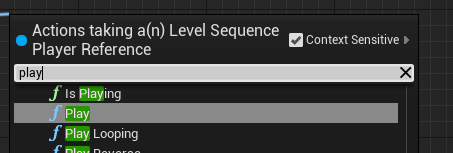 Actions taking a(n) Level Sequence
Player Reference
Context Sensitive
play
Is Playing
Play
Play Looping
Play Reverse